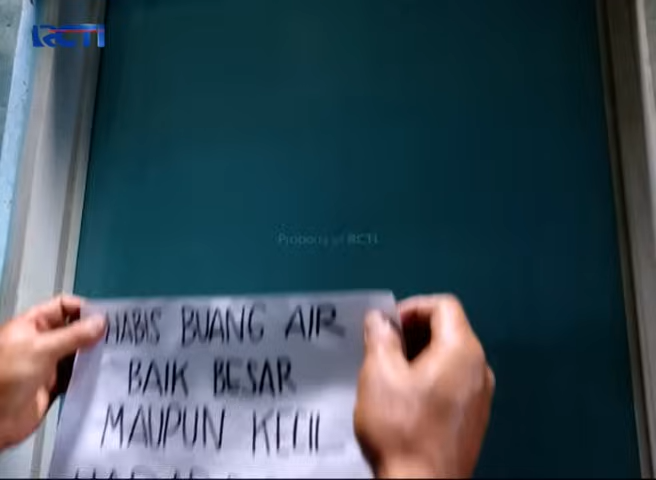 RCTI
Property of RCTI
HABIS BUANG AIR
BAIK BESAR
MAUPUN KECIL